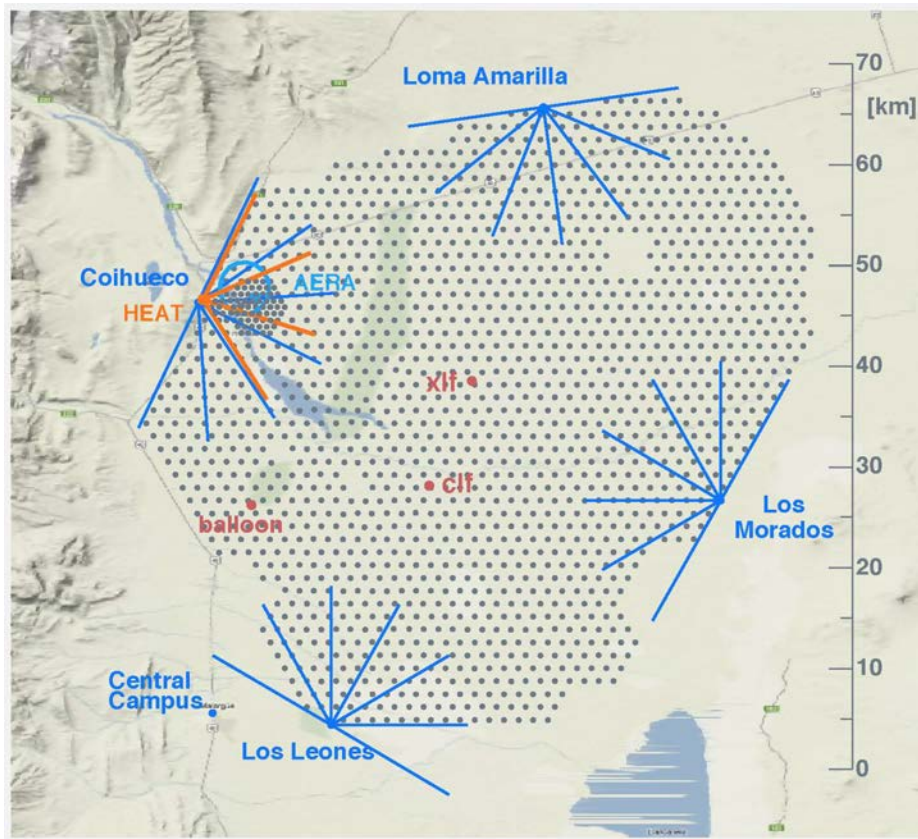 Loma Amarilla
70
[km]
60
50
Coihueco
AERA
HEAT
40
xlf
30
clf
balloon
Los
Morados
20
10
Central
Campus
Los Leones
0